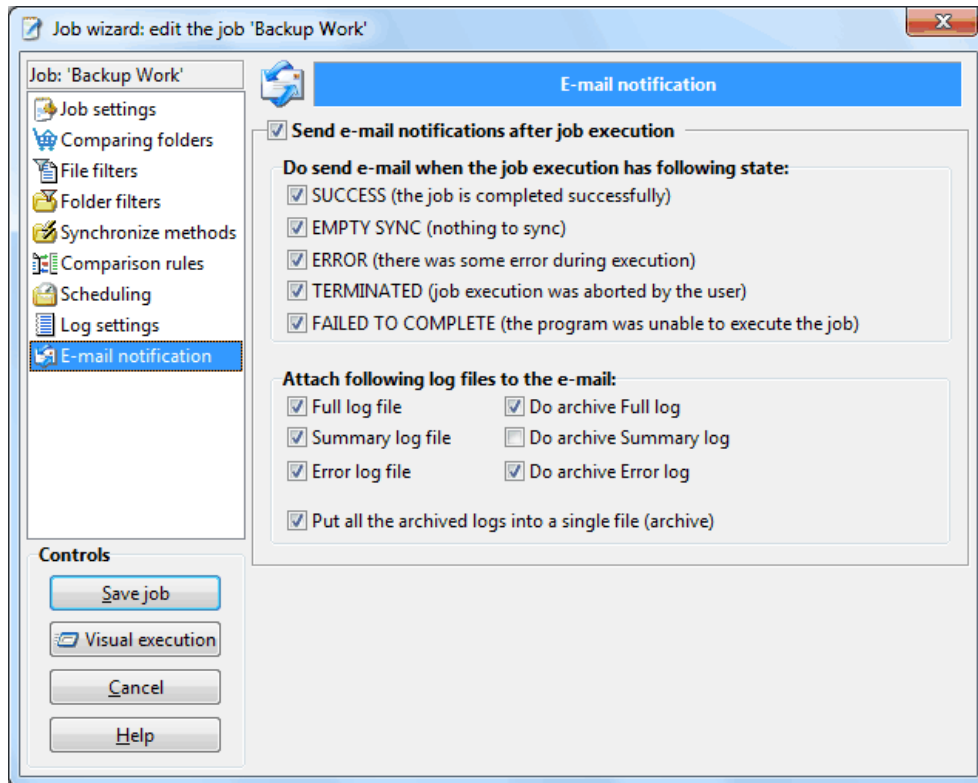 Job wizard: edit the job 'Backup Work'
x
Job: 'Backup Work'
Job settings
Comparing folders
File filters
Folder filters
Synchronize methods
Comparison rules
Scheduling
Log settings
E-mail notification
Controls
Save job
Visual execution
Cancel
Help
E-mail notification
Send e-mail notifications after job execution
Do send e-mail when the job execution has following state:
SUCCESS (the job is completed successfully)
EMPTY SYNC (nothing to sync)
ERROR (there was some error during execution)
TERMINATED (job execution was aborted by the user)
FAILED TO COMPLETE (the program was unable to execute the job)
Attach following log files to the e-mail:
Full log file Do archive Full log
Summary log file Do archive Summary log
Error log file Do archive Error log
Put all the archived logs into a single file (archive)